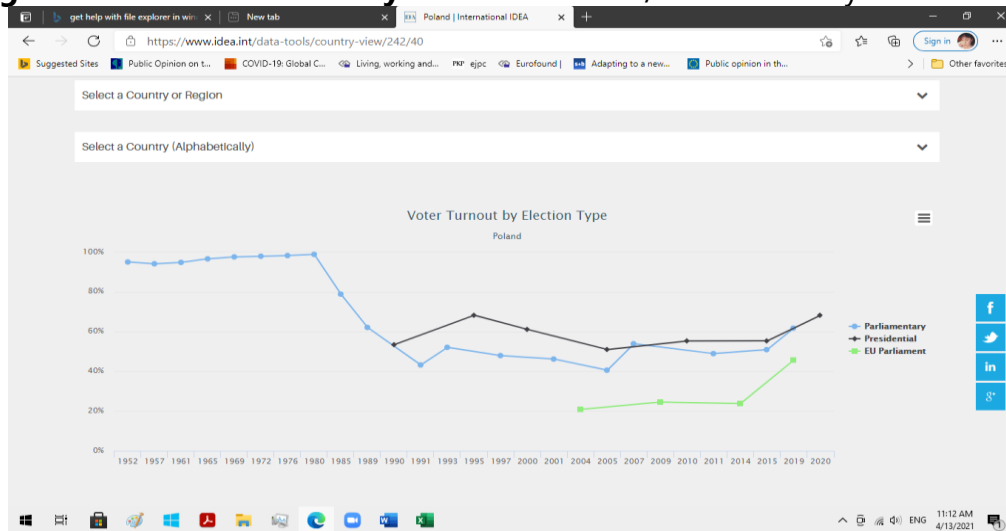 get help with file explorer in win
New tab
Poland | International IDEA
https://www.idea.int/data-tools/country-view/242/40
Sign in
Suggested Sites
Public Opinion on t...
COVID-19: Global C...
Living, working and...
PKP ejpc
Eurofound |
s+b Adapting to a new...
Public opinion in th...
Other favorites
Select a Country or Region
Select a Country (Alphabetically)
Voter Turnout by Election Type
Poland
100%
80%
60%
40%
20%
0%
Parliamentary
Presidential
EU Parliament
1952 1957 1961 1965 1969 1972 1976 1980 1985 1989 1990 1991 1993 1995 1997 2000 2001 2004 2005 2007 2009 2010 2011 2014 2015 2019 2020
ENG
11:12 AM
4/13/2021